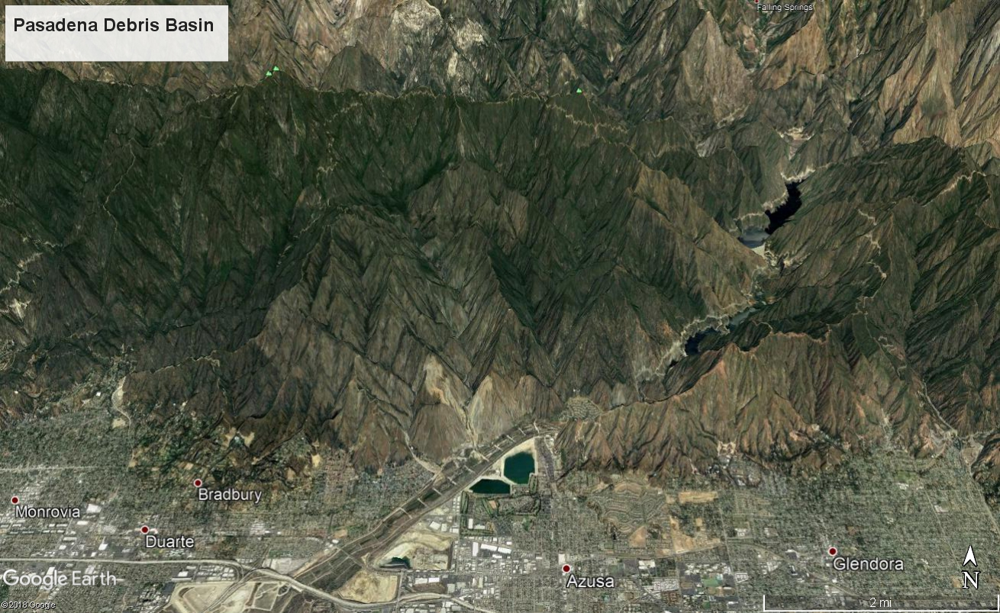 Falling Springs
Pasadena Debris Basin
Bradbury
Monrovia
Duarte
Glendora
Azusa
N
Google Earth
2 mi
©2018 Google